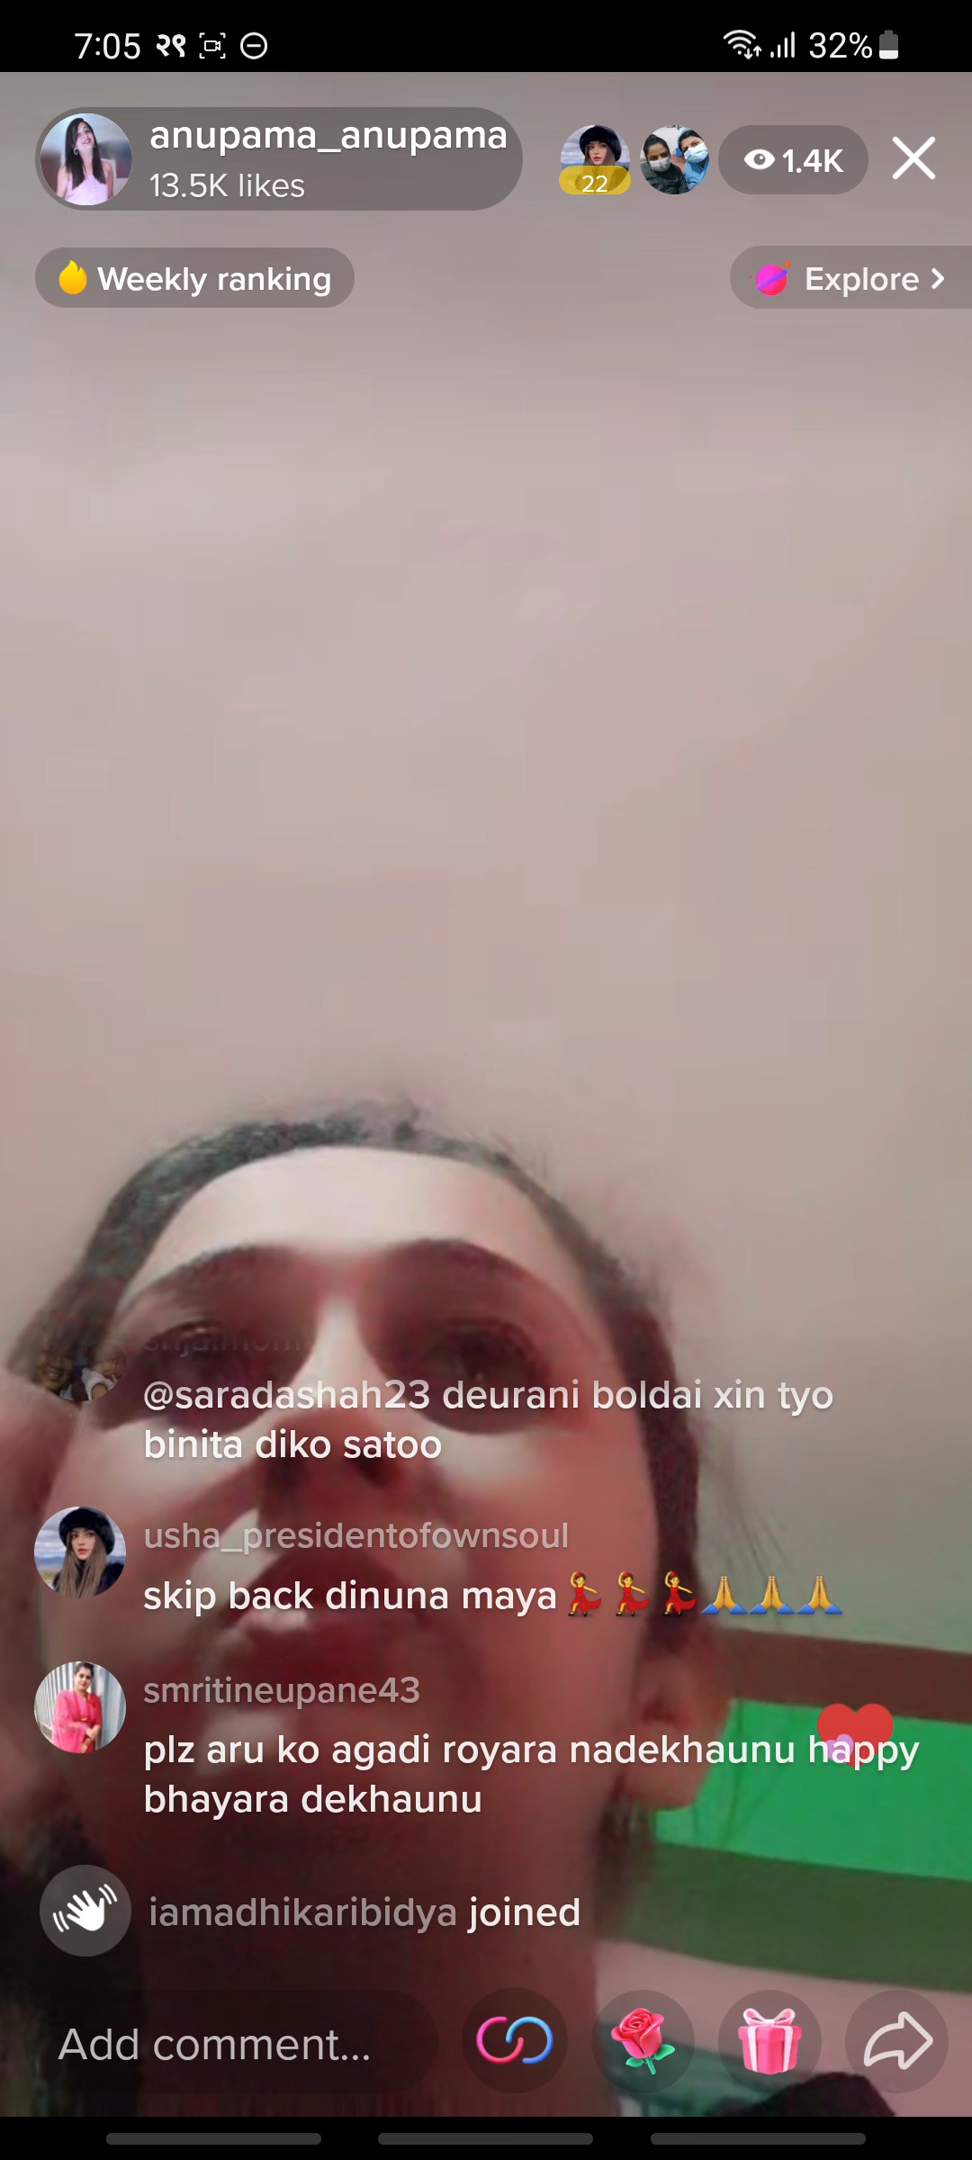 7:05 २९ 32%
anupama_anupama
13.5K likes
22
1.4K
Weekly ranking
Explore >
@saradashah23 deurani boldai xin tyo
binita diko satoo
usha_presidentofownsoul
skip back dinuna maya💃💃💃🙏🙏🙏
smritineupane43
plz aru ko agadi royara nadekhaunu happy
bhayara dekhaunu
iamadhikaribidya joined
Add comment...